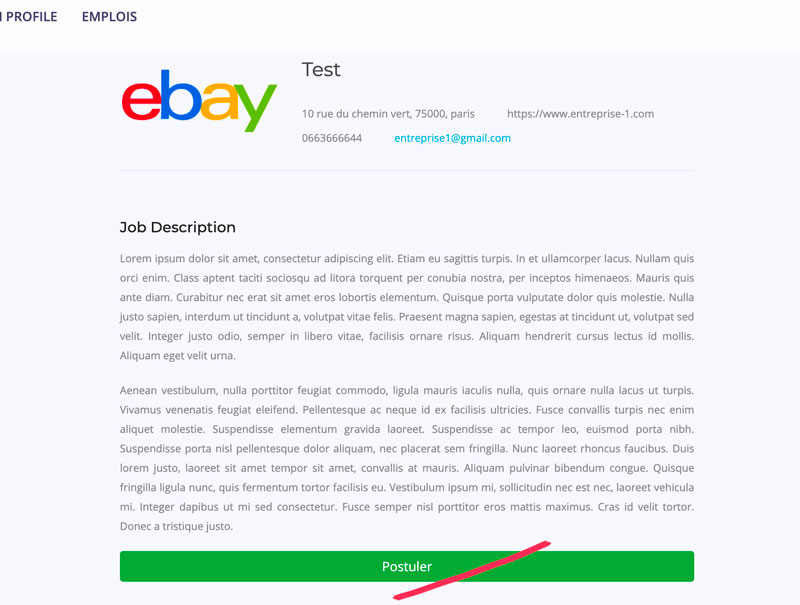 PROFILE EMPLOIS
ebay
Test
10 rue du chemin vert, 75000, paris https://www.entreprise-1.com
0663666644 entreprise1@gmail.com
Job Description
Lorem ipsum dolor sit amet, consectetur adipiscing elit. Etiam eu sagittis turpis. In et ullamcorper lacus. Nullam quis
orci enim. Class aptent taciti sociosqu ad litora torquent per conubia nostra, per inceptos himenaeos. Mauris quis
ante diam. Curabitur nec erat sit amet eros lobortis elementum. Quisque porta vulputate dolor quis molestie. Nulla
justo sapien, interdum ut tincidunt a, volutpat vitae felis. Praesent magna sapien, egestas at tincidunt ut, volutpat sed
velit. Integer justo odio, semper in libero vitae, facilisis ornare risus. Aliquam hendrerit cursus lectus id mollis.
Aliquam eget velit urna.
Aenean vestibulum, nulla porttitor feugiat commodo, ligula mauris iaculis nulla, quis ornare nulla lacus ut turpis.
Vivamus venenatis feugiat eleifend. Pellentesque ac neque id ex facilisis ultricies. Fusce convallis turpis nec enim
aliquet molestie. Suspendisse elementum gravida laoreet. Suspendisse ac tempor leo, euismod porta nibh.
Suspendisse porta nisl pellentesque dolor aliquam, nec placerat sem fringilla. Nunc laoreet rhoncus faucibus. Duis
lorem justo, laoreet sit amet tempor sit amet, convallis at mauris. Aliquam pulvinar bibendum congue. Quisque
fringilla ligula nunc, quis fermentum tortor facilisis eu. Vestibulum ipsum mi, sollicitudin nec est nec, laoreet vehicula
mi. Integer dapibus ut mi sed consectetur. Fusce semper nisl porttitor eros mattis maximus. Cras id velit tortor.
Donec a tristique justo.
Postuler